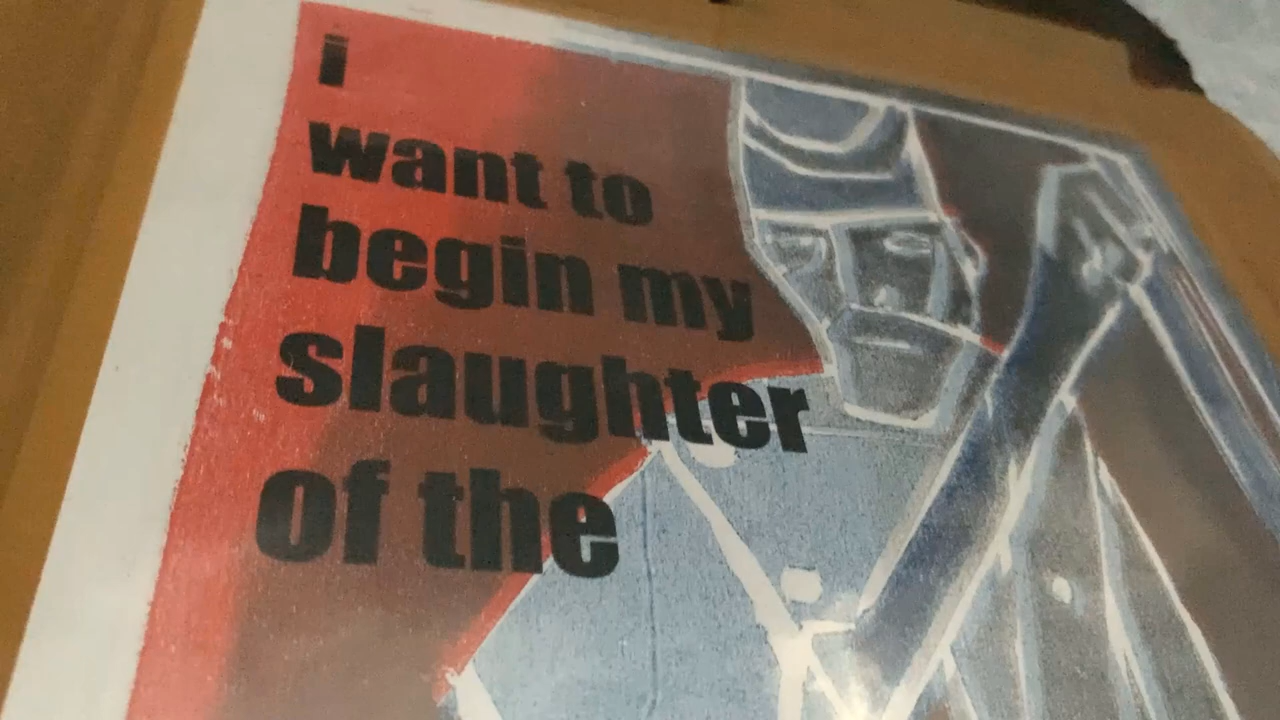 i
want to
begin my
slaughter
of the